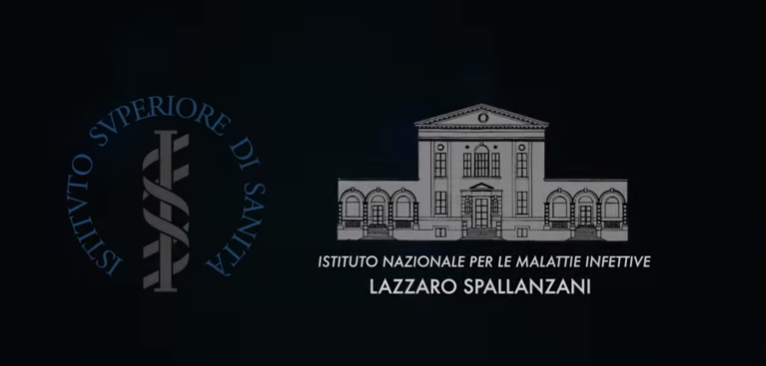 ISTITVTO SVPERIORE DI SANITÀ
ISTITUTO NAZIONALE PER LE MALATTIE INFETTIVE
LAZZARO SPALLANZANI